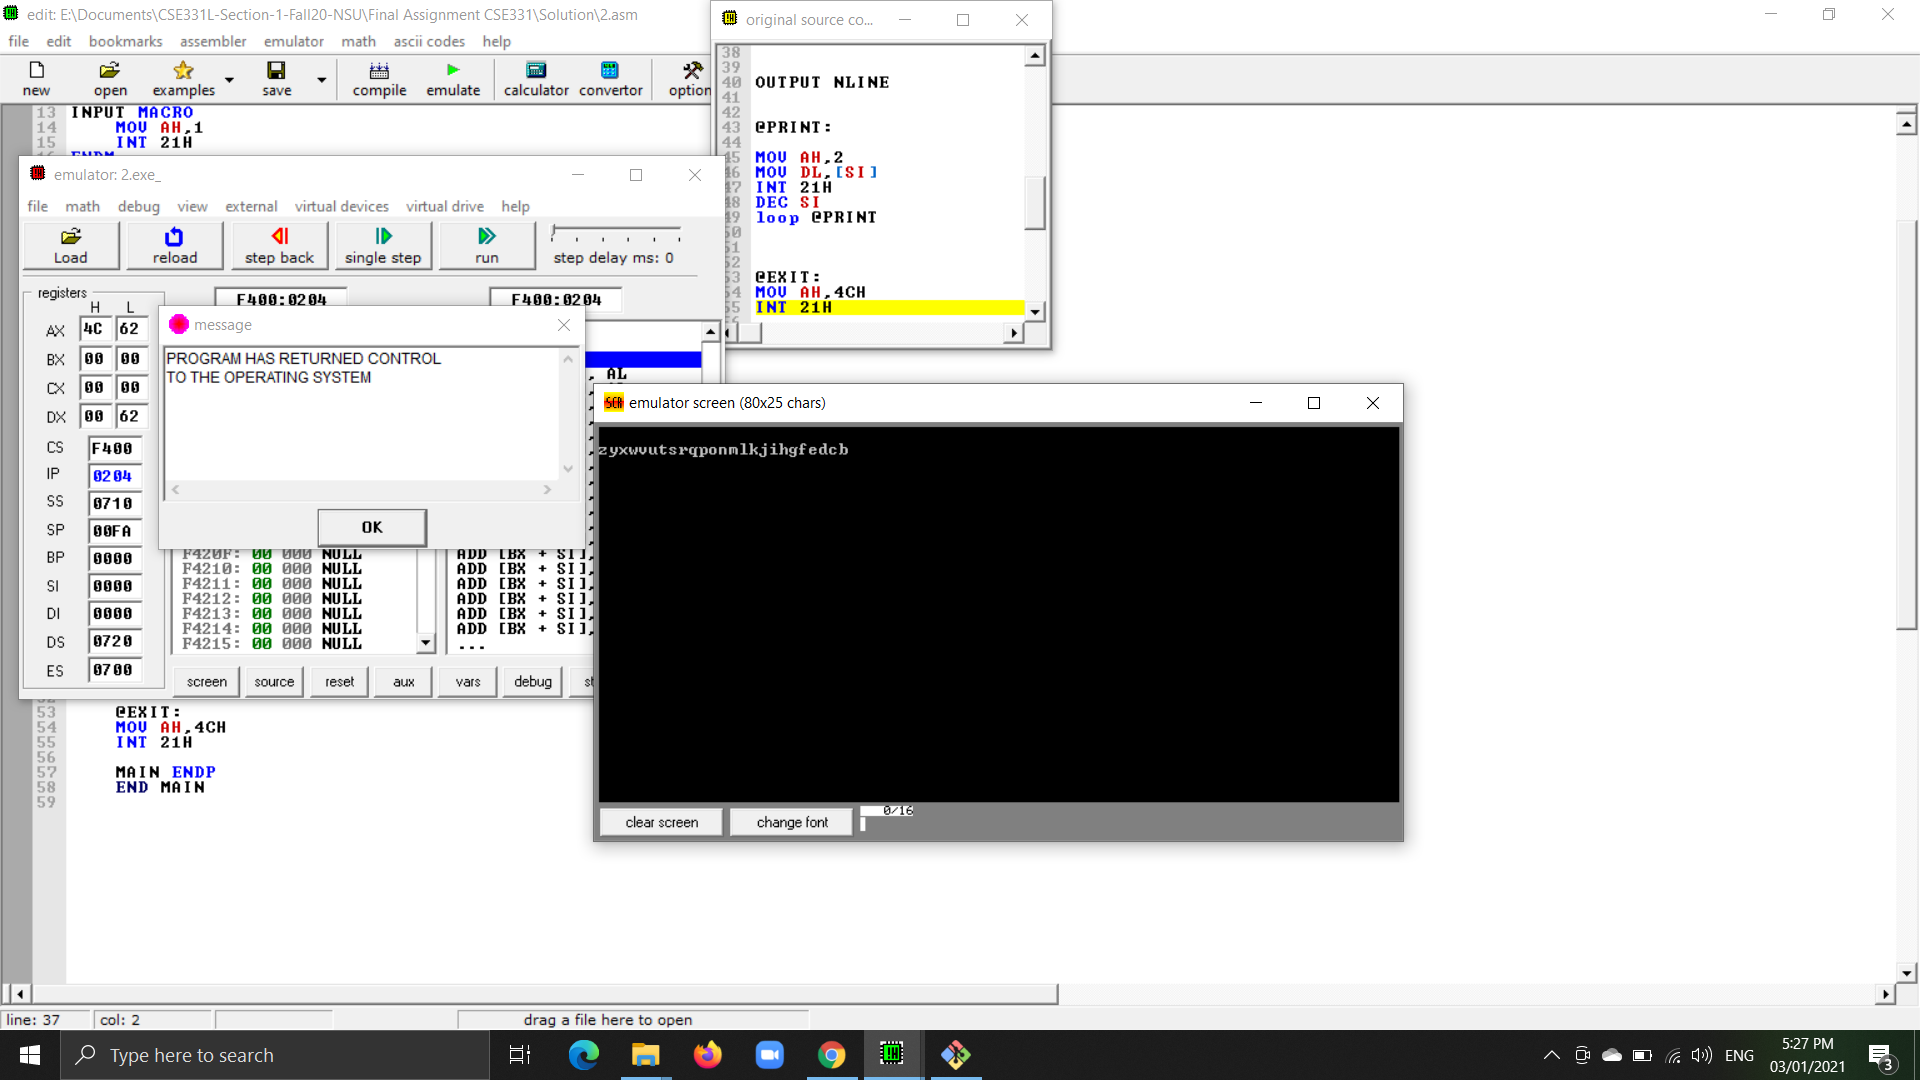 edit: E:\Documents\CSE331L-Section-1-Fall20-NSU\Final Assignment CSE331\Solution\2.asm
file edit bookmarks assembler emulator math ascii codes help
new open examples save compile emulate calculator convertor option
13 INPUT MACRO
14 MOV AH,1
15 INT 21H
ENDM
original source co...
38
39
40 OUTPUT NLINE
41
42
43 @PRINT:
44
45 MOV AH,2
46 MOV DL,[SI]
47 INT 21H
48 DEC SI
49 loop @PRINT
50
51
52
53 @EXIT:
54 MOV AH,4CH
55 INT 21H
emulator: 2.exe_
file math debug view external virtual devices virtual drive help
Load reload step back single step run step delay ms: 0
registers
H L
F400:0204 F400:0204
AX 4C 62
BX 00 00
CX 00 00
DX 00 62
CS F400
IP 0204
SS 0710
SP 00FA
BP 0000
SI 0000
DI 0000
DS 0720
ES 0700
message
PROGRAM HAS RETURNED CONTROL
TO THE OPERATING SYSTEM
OK
, AL
F420F: 00 000 NULL ADD [BX + SI],
F4210: 00 000 NULL ADD [BX + SI],
F4211: 00 000 NULL ADD [BX + SI],
F4212: 00 000 NULL ADD [BX + SI],
F4213: 00 000 NULL ADD [BX + SI],
F4214: 00 000 NULL ADD [BX + SI],
F4215: 00 000 NULL ...
screen source reset aux vars debug st
emulator screen (80x25 chars)
zyxwvutsrqponmlkjihgfedcb
clear screen change font 0/16
53 @EXIT:
54 MOV AH,4CH
55 INT 21H
56
57 MAIN ENDP
58 END MAIN
59
line: 37 col: 2 drag a file here to open
Type here to search
ENG
5:27 PM
03/01/2021
3